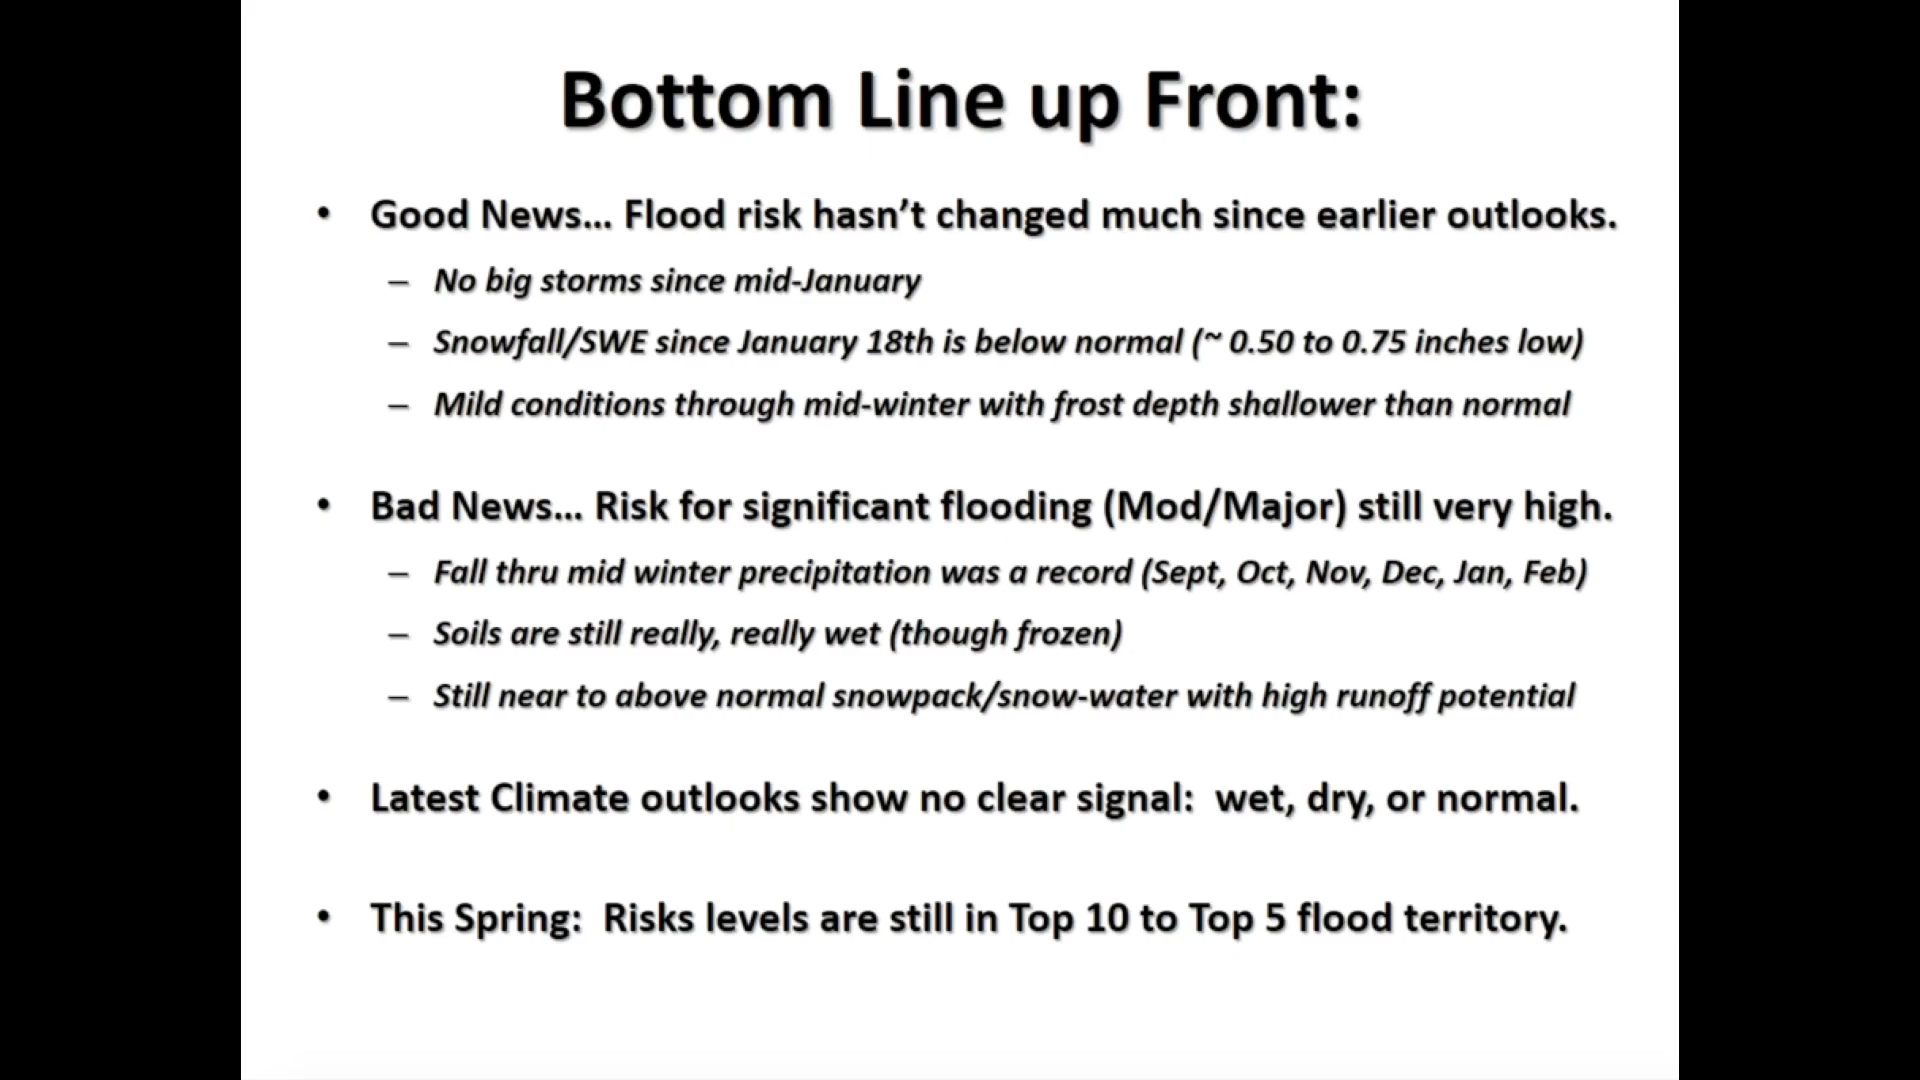 Bottom Line up Front:
• Good News... Flood risk hasn't changed much since earlier outlooks.
– No big storms since mid-January
– Snowfall/SWE since January 18th is below normal (~ 0.50 to 0.75 inches low)
– Mild conditions through mid-winter with frost depth shallower than normal
• Bad News... Risk for significant flooding (Mod/Major) still very high.
– Fall thru mid winter precipitation was a record (Sept, Oct, Nov, Dec, Jan, Feb)
– Soils are still really, really wet (though frozen)
– Still near to above normal snowpack/snow-water with high runoff potential
• Latest Climate outlooks show no clear signal:  wet, dry, or normal.
• This Spring:  Risks levels are still in Top 10 to Top 5 flood territory.